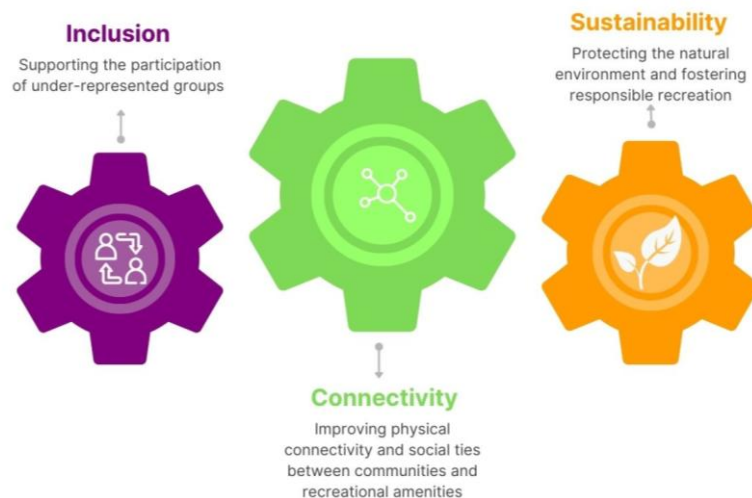 Inclusion
Supporting the participation
of under-represented groups
Sustainability
Protecting the natural
environment and fostering
responsible recreation
Connectivity
Improving physical
connectivity and social ties
between communities and
recreational amenities